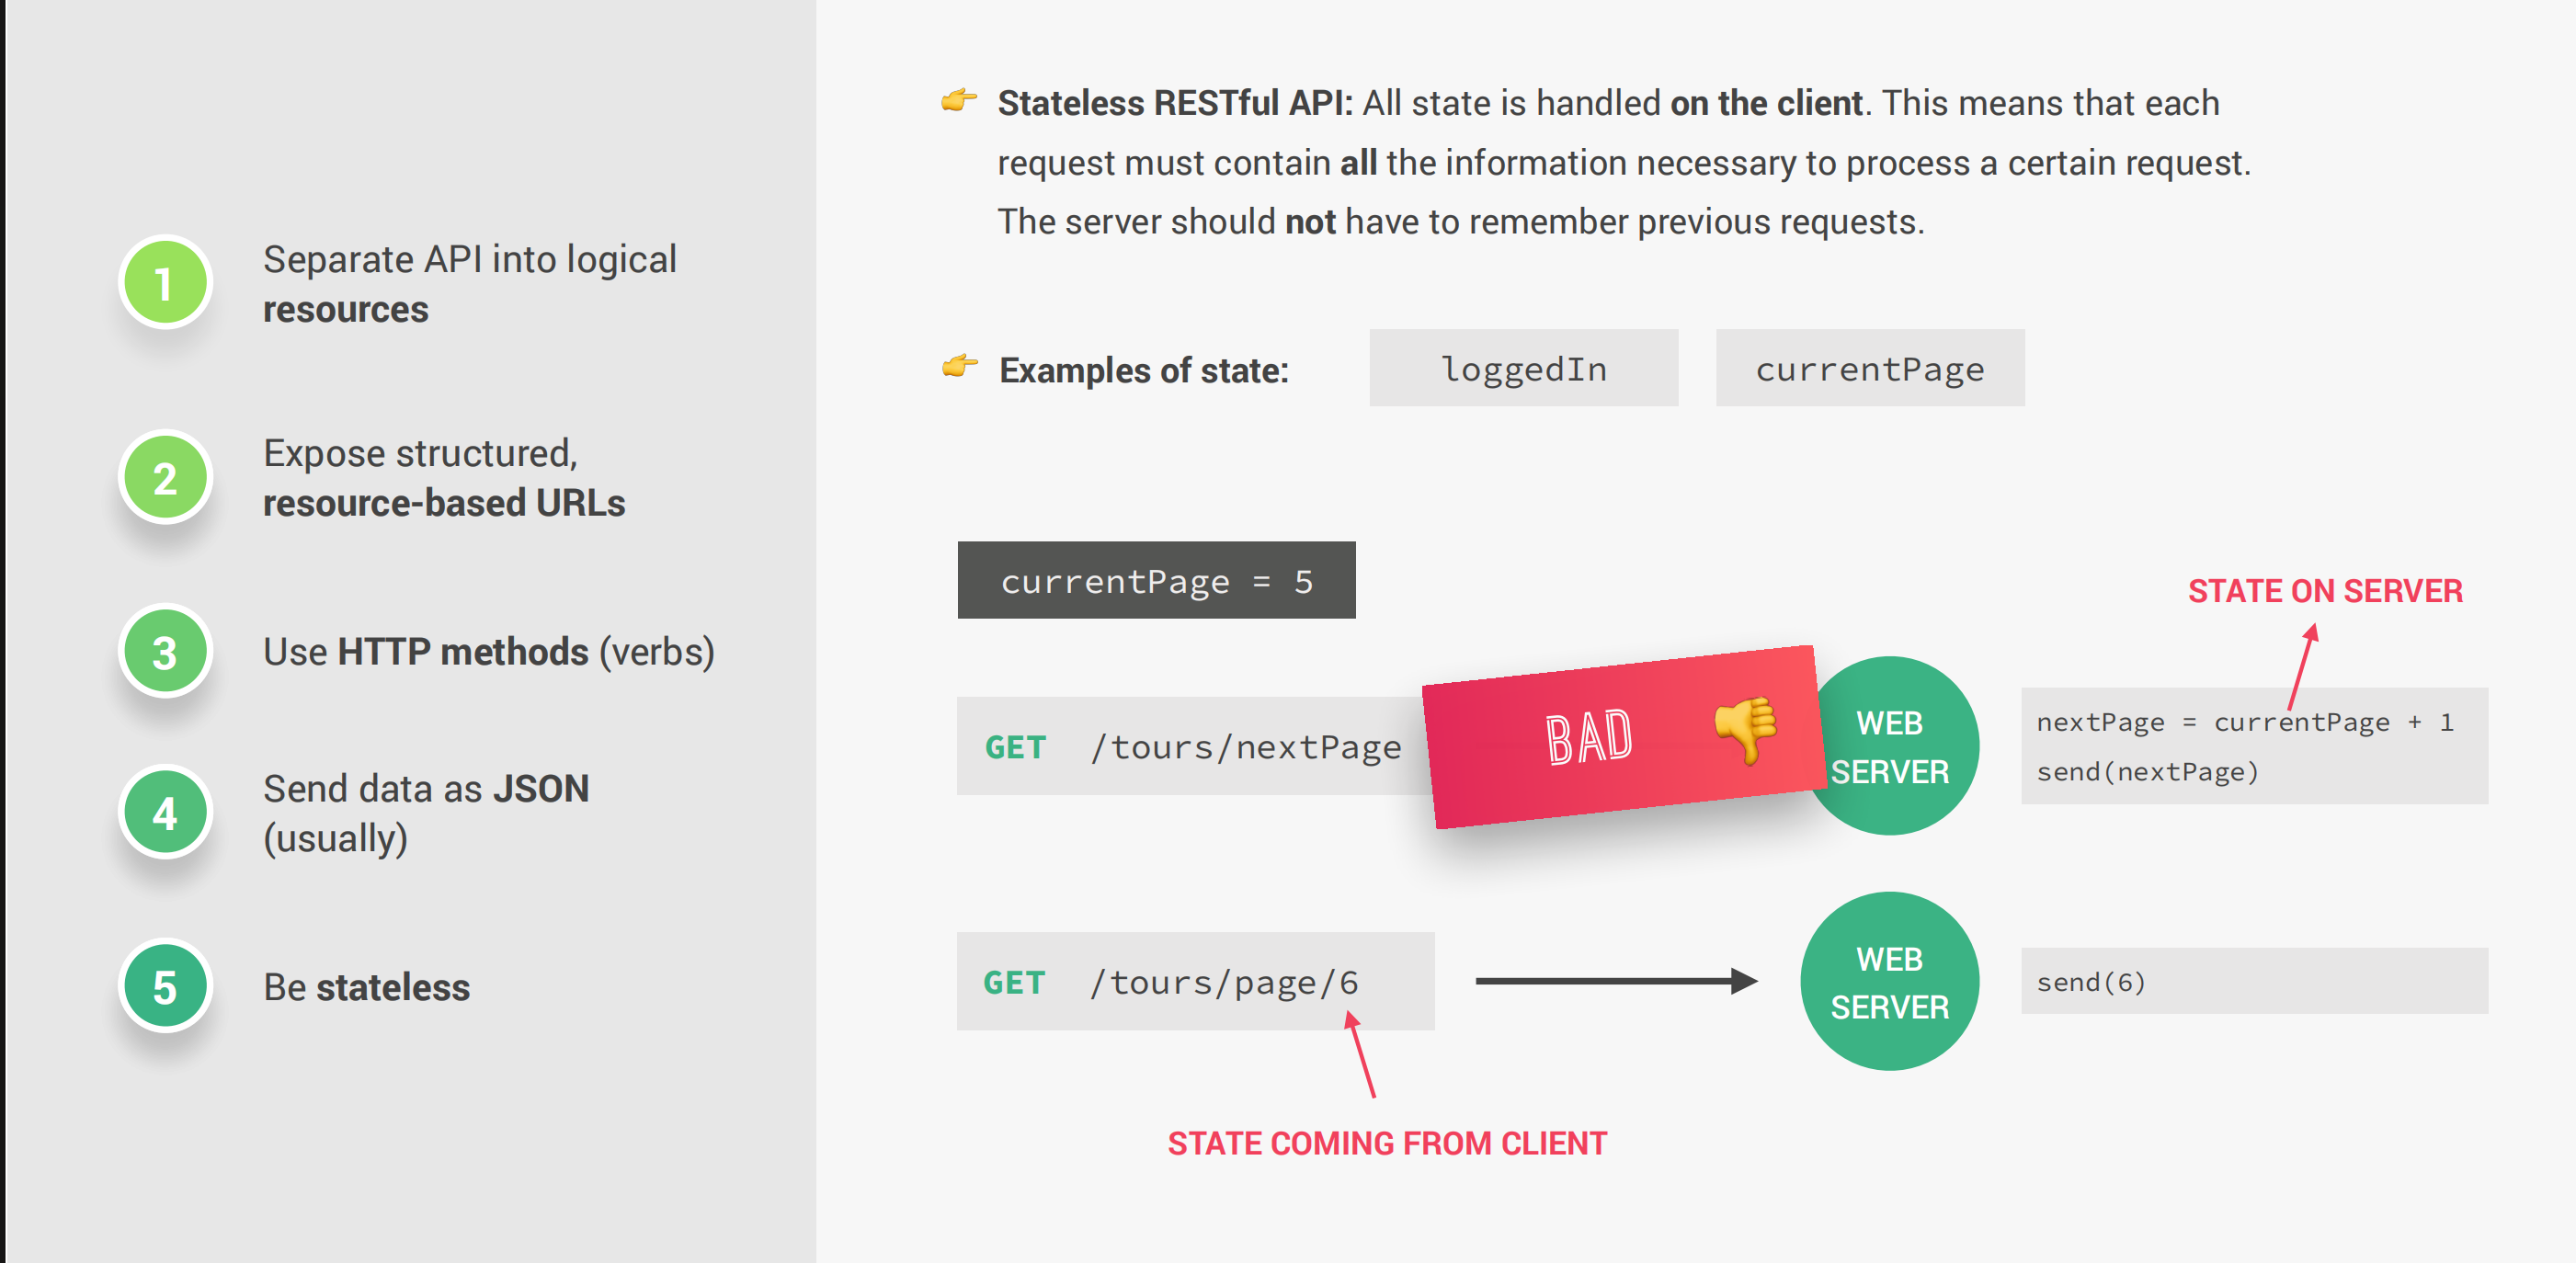 1
Separate API into logical
resources
2
Expose structured,
resource-based URLs
3
Use HTTP methods (verbs)
4
Send data as JSON
(usually)
5
Be stateless
👉 Stateless RESTful API: All state is handled on the client. This means that each
request must contain all the information necessary to process a certain request.
The server should not have to remember previous requests.
👉 Examples of state: loggedIn currentPage
currentPage = 5
STATE ON SERVER
GET /tours/nextPage
BAD 👎
WEB
SERVER
nextPage = currentPage + 1
send(nextPage)
GET /tours/page/6
WEB
SERVER
send(6)
STATE COMING FROM CLIENT